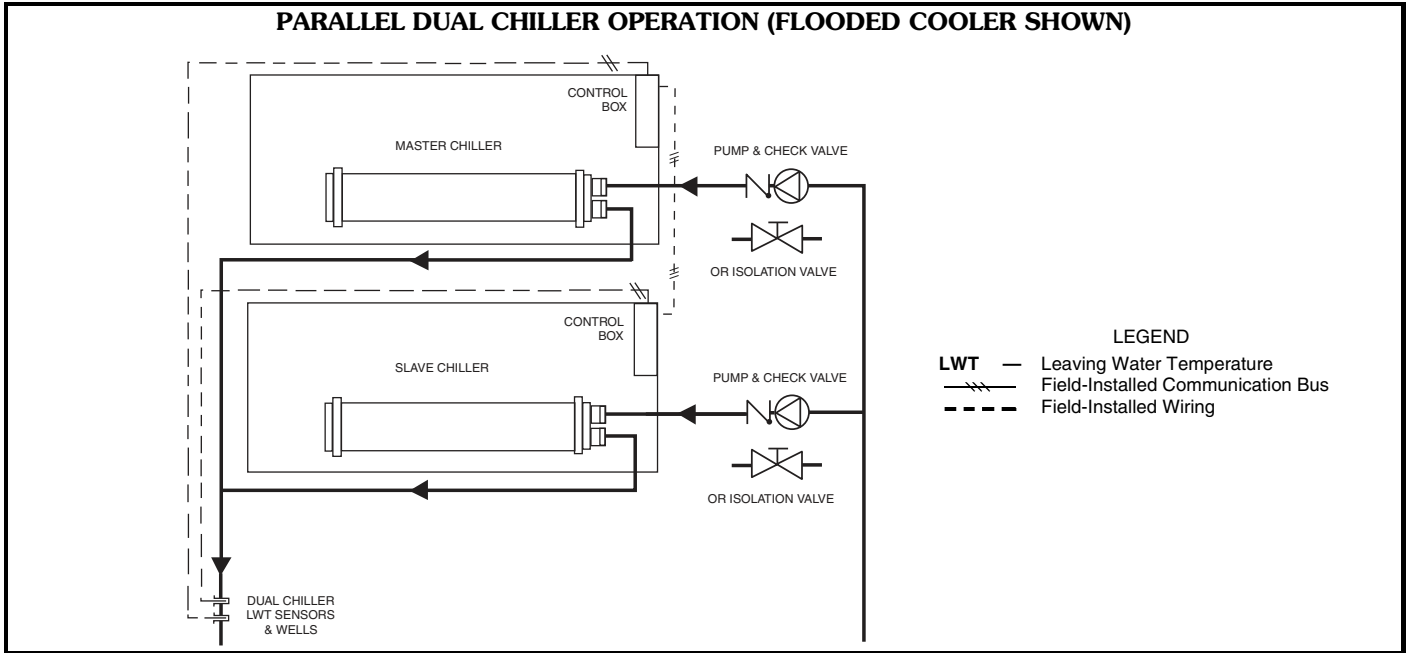 PARALLEL DUAL CHILLER OPERATION (FLOODED COOLER SHOWN)
CONTROL
BOX
MASTER CHILLER
PUMP & CHECK VALVE
OR ISOLATION VALVE
CONTROL
BOX
SLAVE CHILLER
PUMP & CHECK VALVE
OR ISOLATION VALVE
LEGEND
LWT — Leaving Water Temperature
Field-Installed Communication Bus
Field-Installed Wiring
DUAL CHILLER
LWT SENSORS
& WELLS